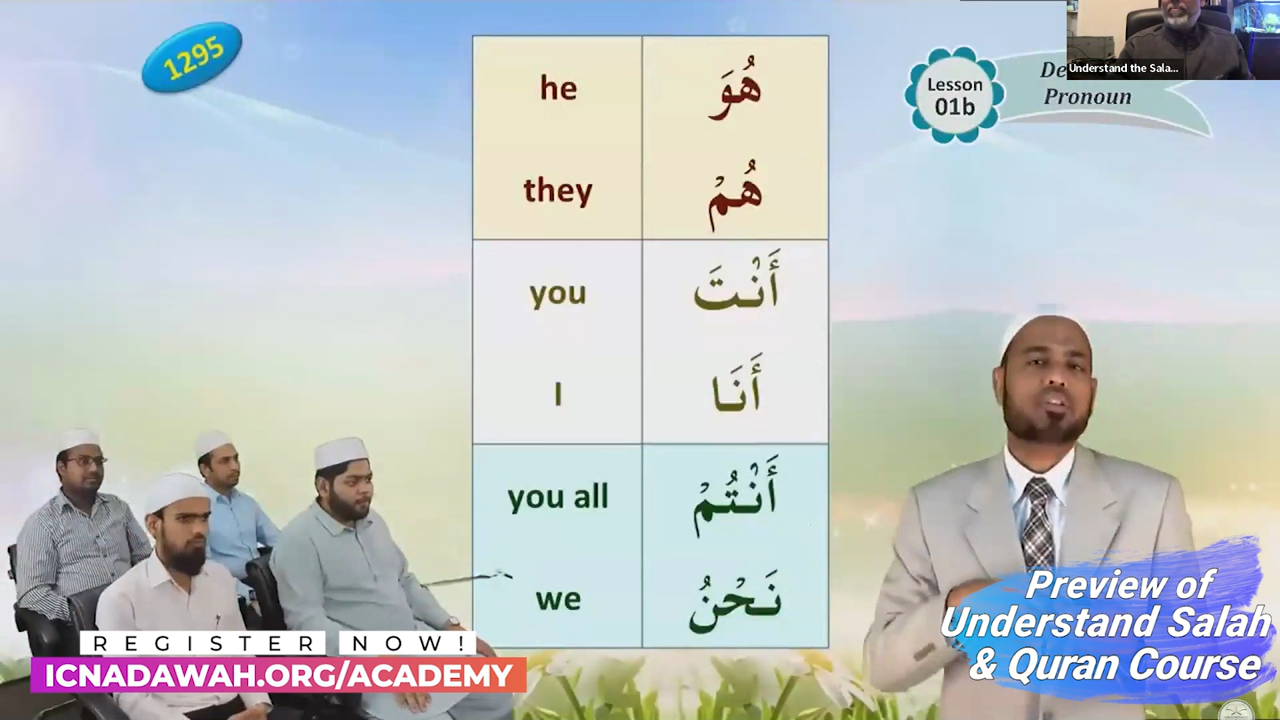 1295
he هُوَ
they هُمْ
you أَنْتَ
I أَنَا
you all أَنْتُمْ
we نَحْنُ
Lesson
01b
Pronoun
Understand the Sala...
REGISTER NOW!
ICNADAWAH.ORG/ACADEMY
Preview of
Understand Salah
& Quran Course